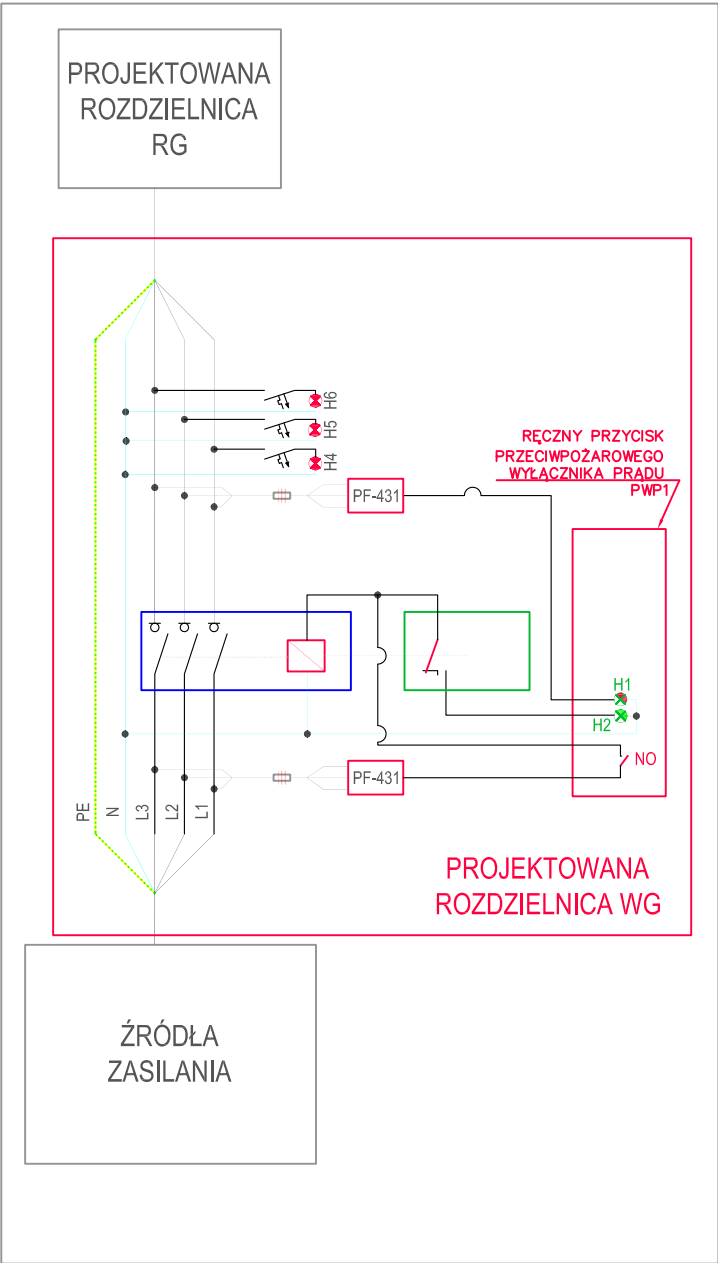 PROJEKTOWANA
ROZDZIELNICA
RG
H6
H5
H4
RĘCZNY PRZYCISK
PRZECIWPOŻAROWEGO
WYŁĄCZNIKA PRĄDU
PWP1
PF-431
H1
H2
NO
PF-431
PE
N
L3
L2
L1
PROJEKTOWANA
ROZDZIELNICA WG
ŹRÓDŁA
ZASILANIA